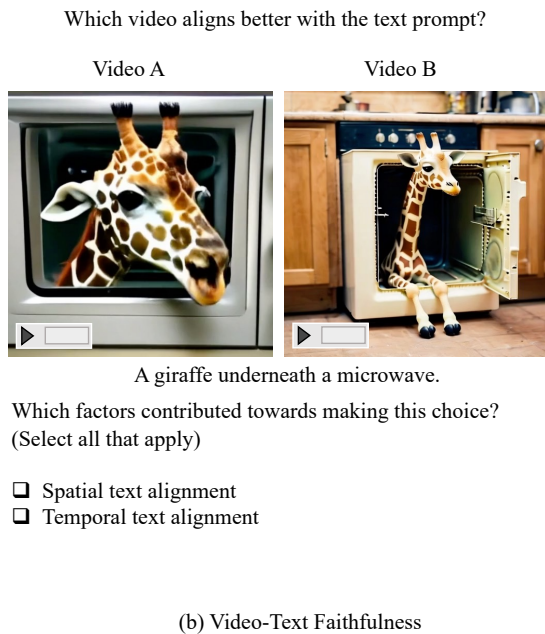 Which video aligns better with the text prompt?
Video A
Video B
A giraffe underneath a microwave.
Which factors contributed towards making this choice?
(Select all that apply)
Spatial text alignment
Temporal text alignment
(b) Video-Text Faithfulness